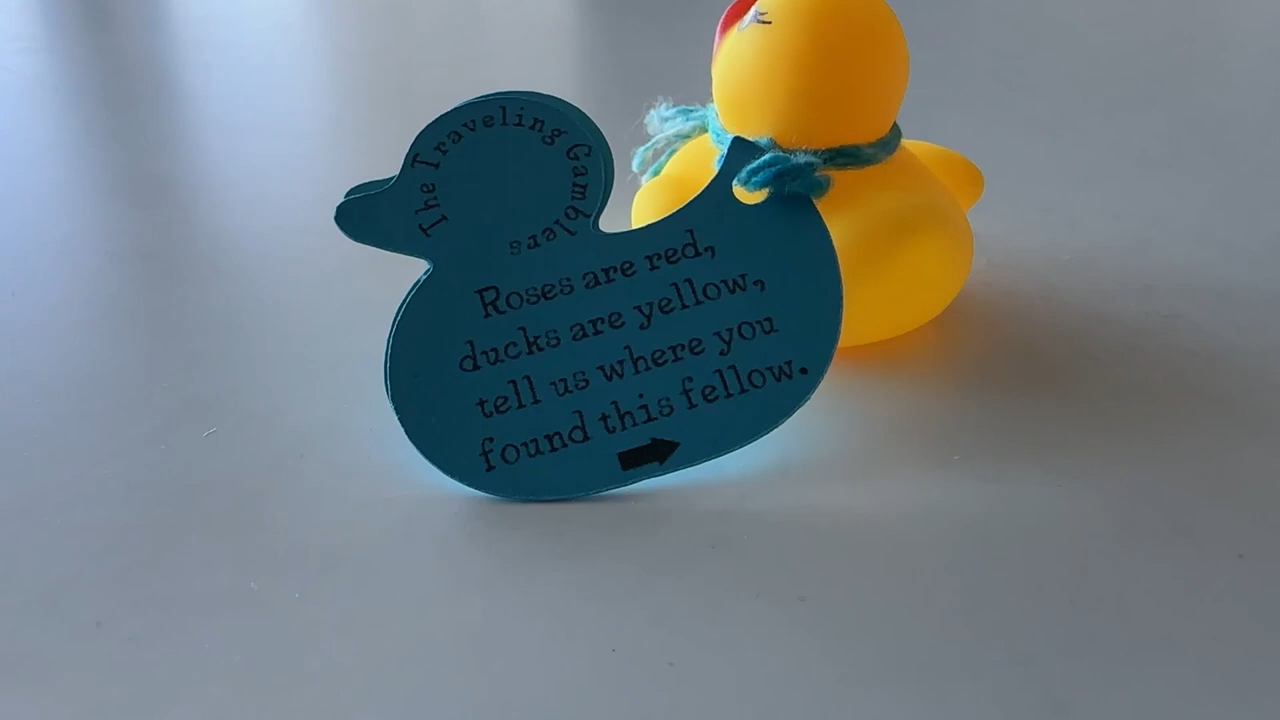 The Traveling Gamblers
Roses are red,
ducks are yellow,
tell us where you
found this fellow.